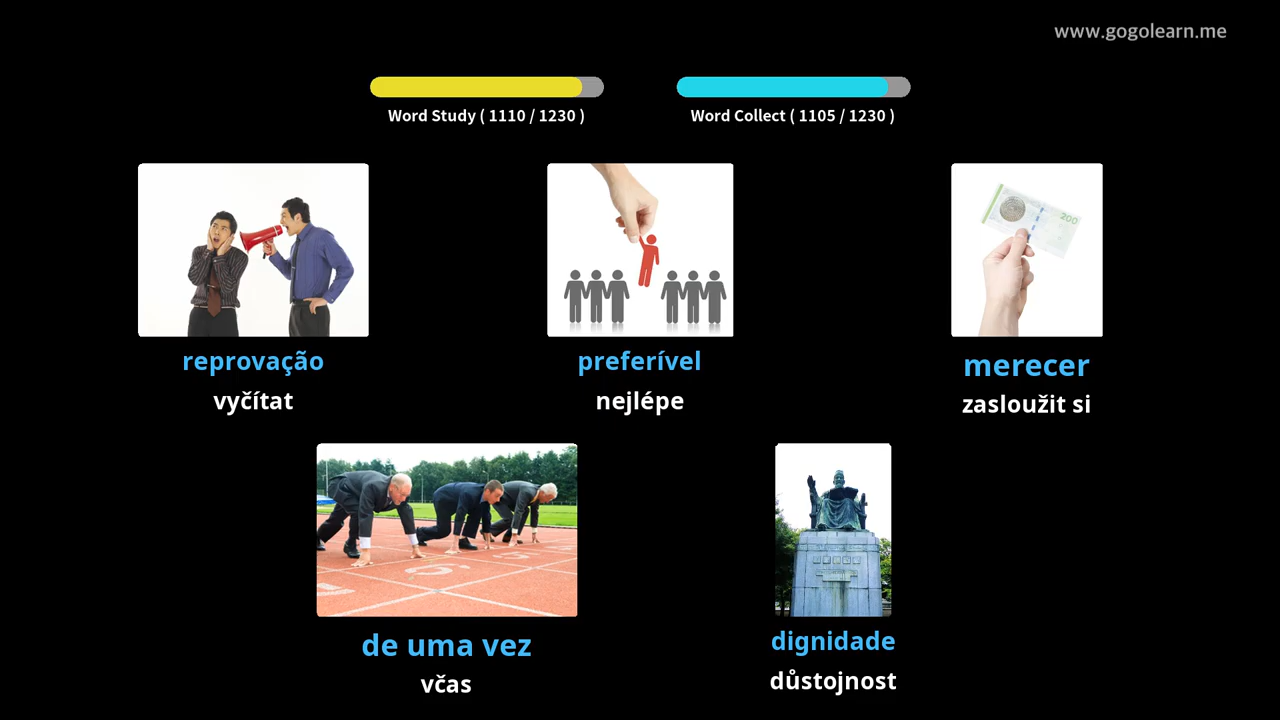 www.gogolearn.me
Word Study ( 1110 / 1230 )
Word Collect ( 1105 / 1230 )
200
reprovação
preferível
merecer
vyčítat
nejlépe
zasloužit si
de uma vez
dignidade
včas
důstojnost